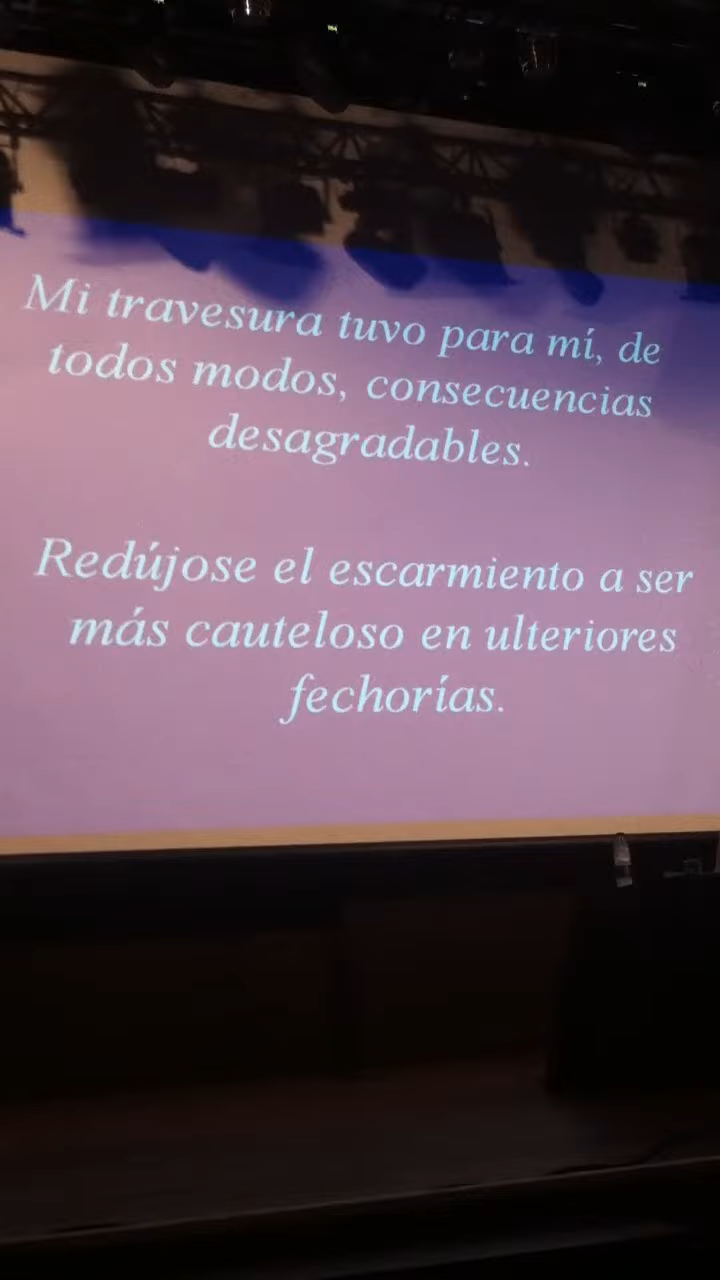 Mi travesura tuvo para mí, de
todos modos, consecuencias
desagradables.
Redújose el escarmiento a ser
más cauteloso en ulteriores
fechorías.